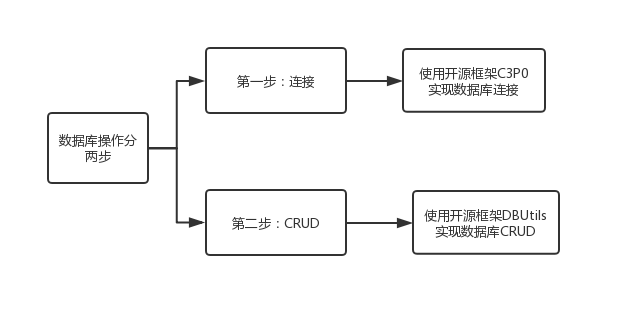 数据库操作分
两步
第一步：连接
使用开源框架C3P0
实现数据库连接
第二步：CRUD
使用开源框架DBUtils
实现数据库CRUD